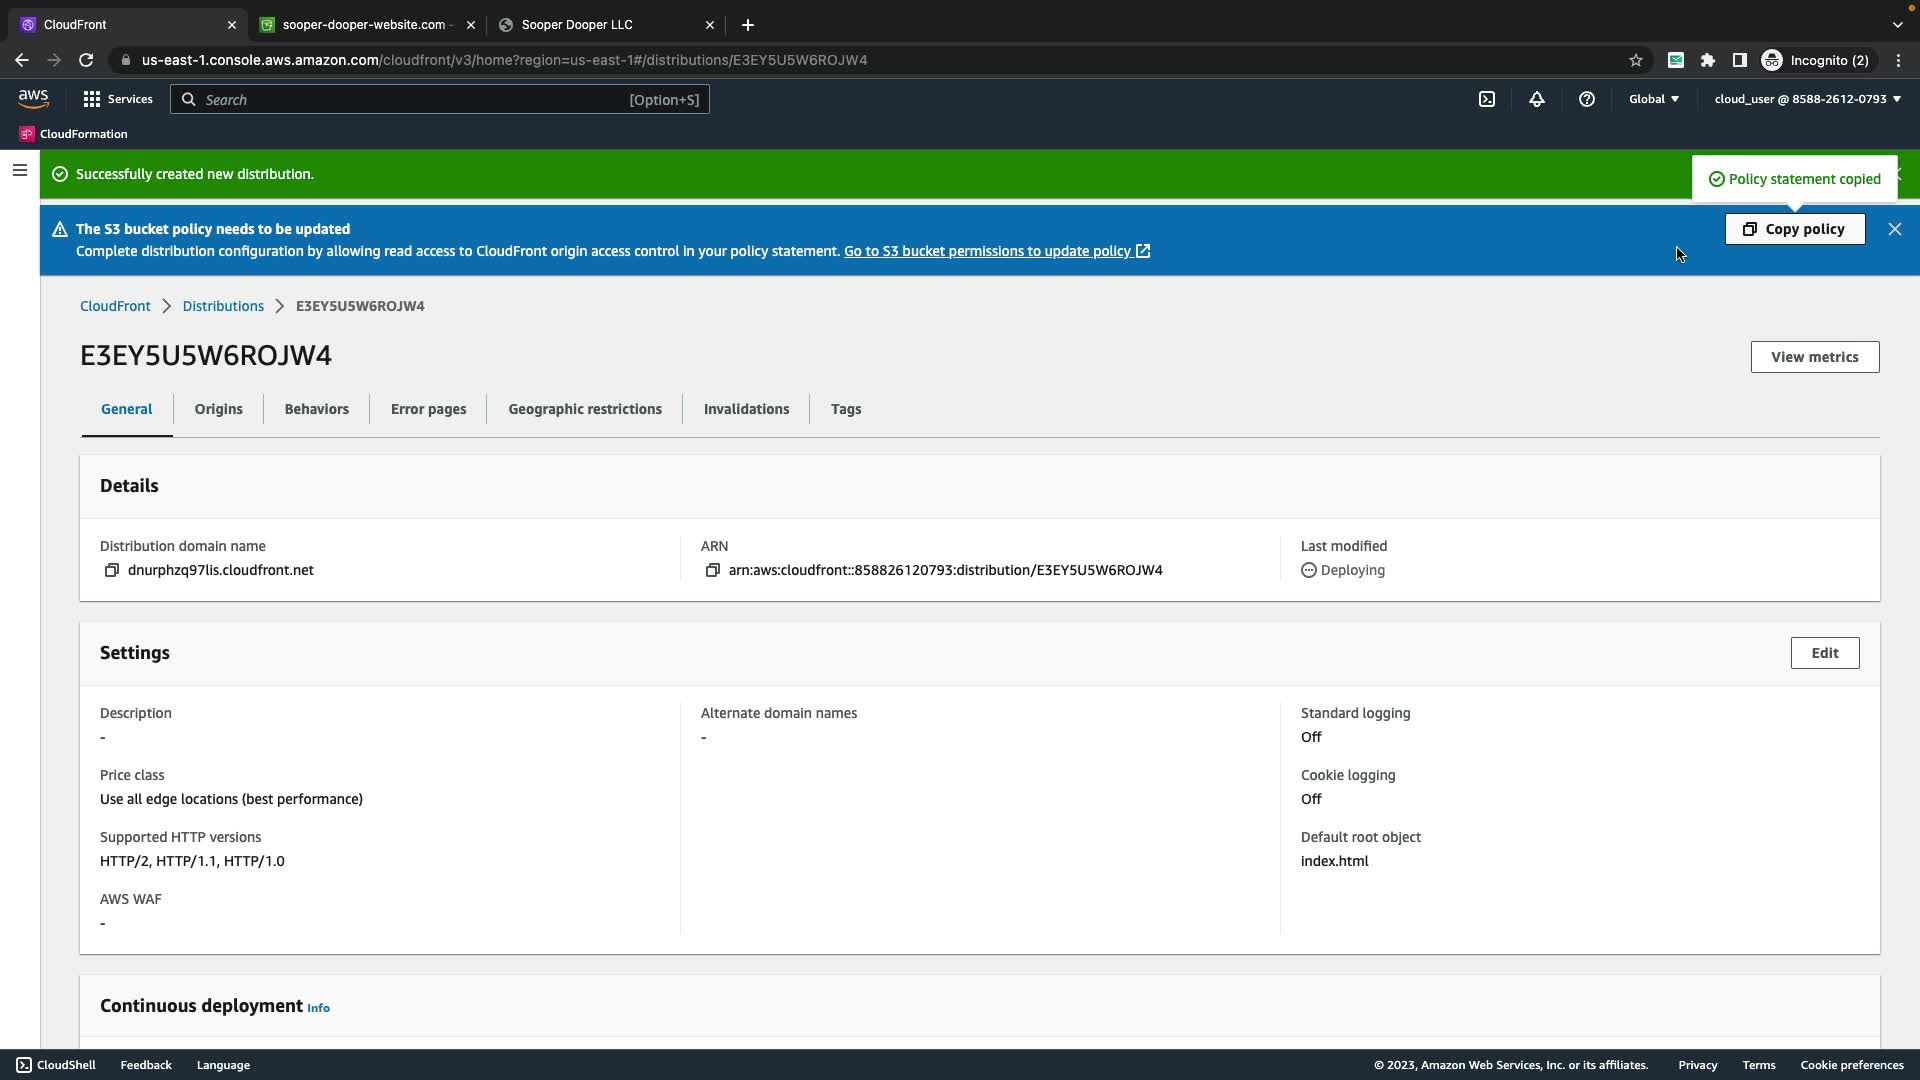 CloudFront
sooper-dooper-website.com -
Sooper Dooper LLC
us-east-1.console.aws.amazon.com/cloudfront/v3/home?region=us-east-1#/distributions/E3EY5U5W6ROJW4
Incognito (2)
aws
Services
Search
[Option+S]
Global
cloud_user @ 8588-2612-0793
CloudFormation
Successfully created new distribution.
Policy statement copied
The S3 bucket policy needs to be updated
Complete distribution configuration by allowing read access to CloudFront origin access control in your policy statement. Go to S3 bucket permissions to update policy
Copy policy
CloudFront
Distributions
E3EY5U5W6ROJW4
E3EY5U5W6ROJW4
View metrics
General
Origins
Behaviors
Error pages
Geographic restrictions
Invalidations
Tags
Details
Distribution domain name
dnurphzq97lis.cloudfront.net
ARN
arn:aws:cloudfront::858826120793:distribution/E3EY5U5W6ROJW4
Last modified
Deploying
Settings
Edit
Description
-
Price class
Use all edge locations (best performance)
Supported HTTP versions
HTTP/2, HTTP/1.1, HTTP/1.0
AWS WAF
-
Alternate domain names
-
Standard logging
Off
Cookie logging
Off
Default root object
index.html
Continuous deployment Info
CloudShell
Feedback
Language
© 2023, Amazon Web Services, Inc. or its affiliates.
Privacy
Terms
Cookie preferences